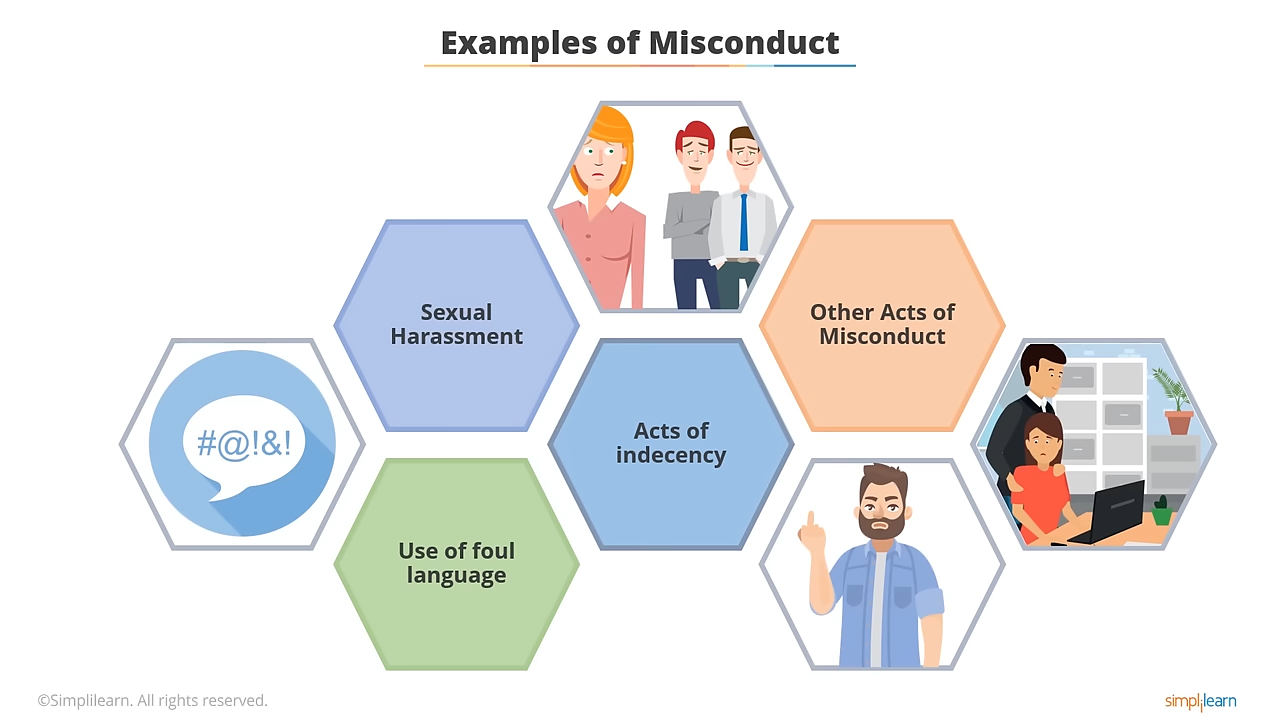 Examples of Misconduct
Sexual
Harassment
Other Acts of
Misconduct
#@!&!
Acts of
indecency
Use of foul
language
©Simplilearn. All rights reserved.
simplilearn